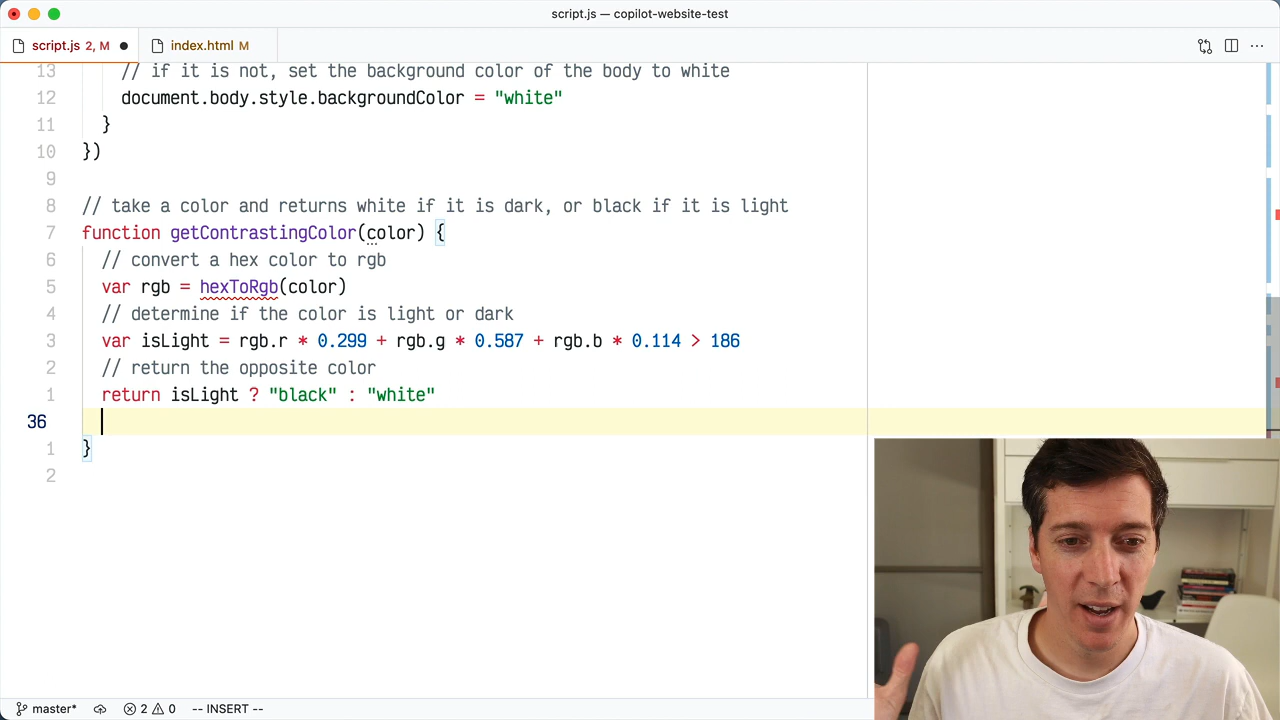 script.js — copilot-website-test
script.js 2, M
index.html M
13 // if it is not, set the background color of the body to white
12 document.body.style.backgroundColor = "white"
11 }
10 })
9
8 // take a color and returns white if it is dark, or black if it is light
7 function getContrastingColor(color) {
6 // convert a hex color to rgb
5 var rgb = hexToRgb(color)
4 // determine if the color is light or dark
3 var isLight = rgb.r * 0.299 + rgb.g * 0.587 + rgb.b * 0.114 > 186
2 // return the opposite color
1 return isLight ? "black" : "white"
36
1 }
2
master* 2 0 -- INSERT --